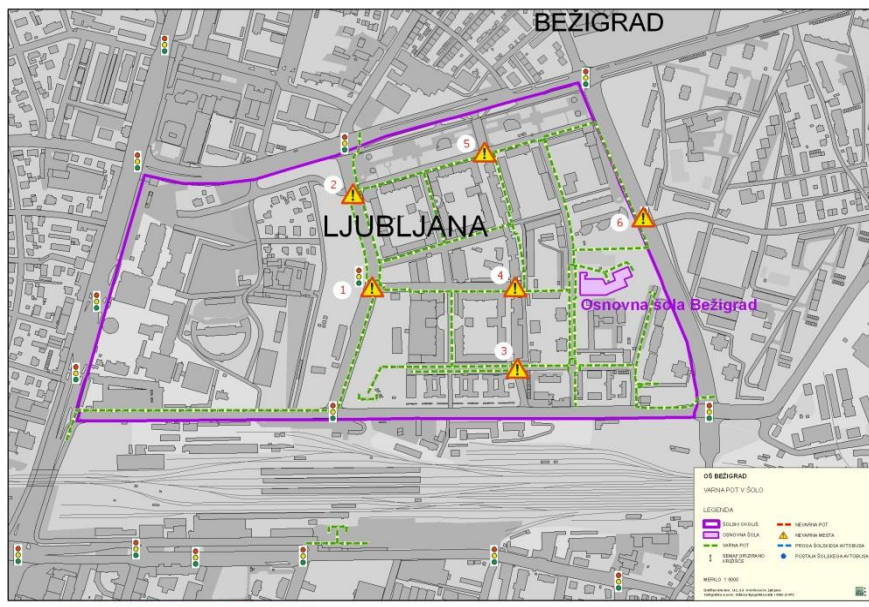 BEŽIGRAD
5
2
LJUBLJANA
6
1
4
Osnovna šola Bežigrad
3
OŠ BEŽIGRAD
VARNA POT V ŠOLO
LEGENDA
ŠOLSKI OKOLIŠ
OSNOVNA ŠOLA
VARNA POT
SEMAFORIZIRANO
KRIŽIŠČE
NEVARNA POT
NEVARNA MESTA
PROGA ŠOLSKEGA AVTOBUSA
POSTAJA ŠOLSKEGA AVTOBUSA
MERILO 1:5000